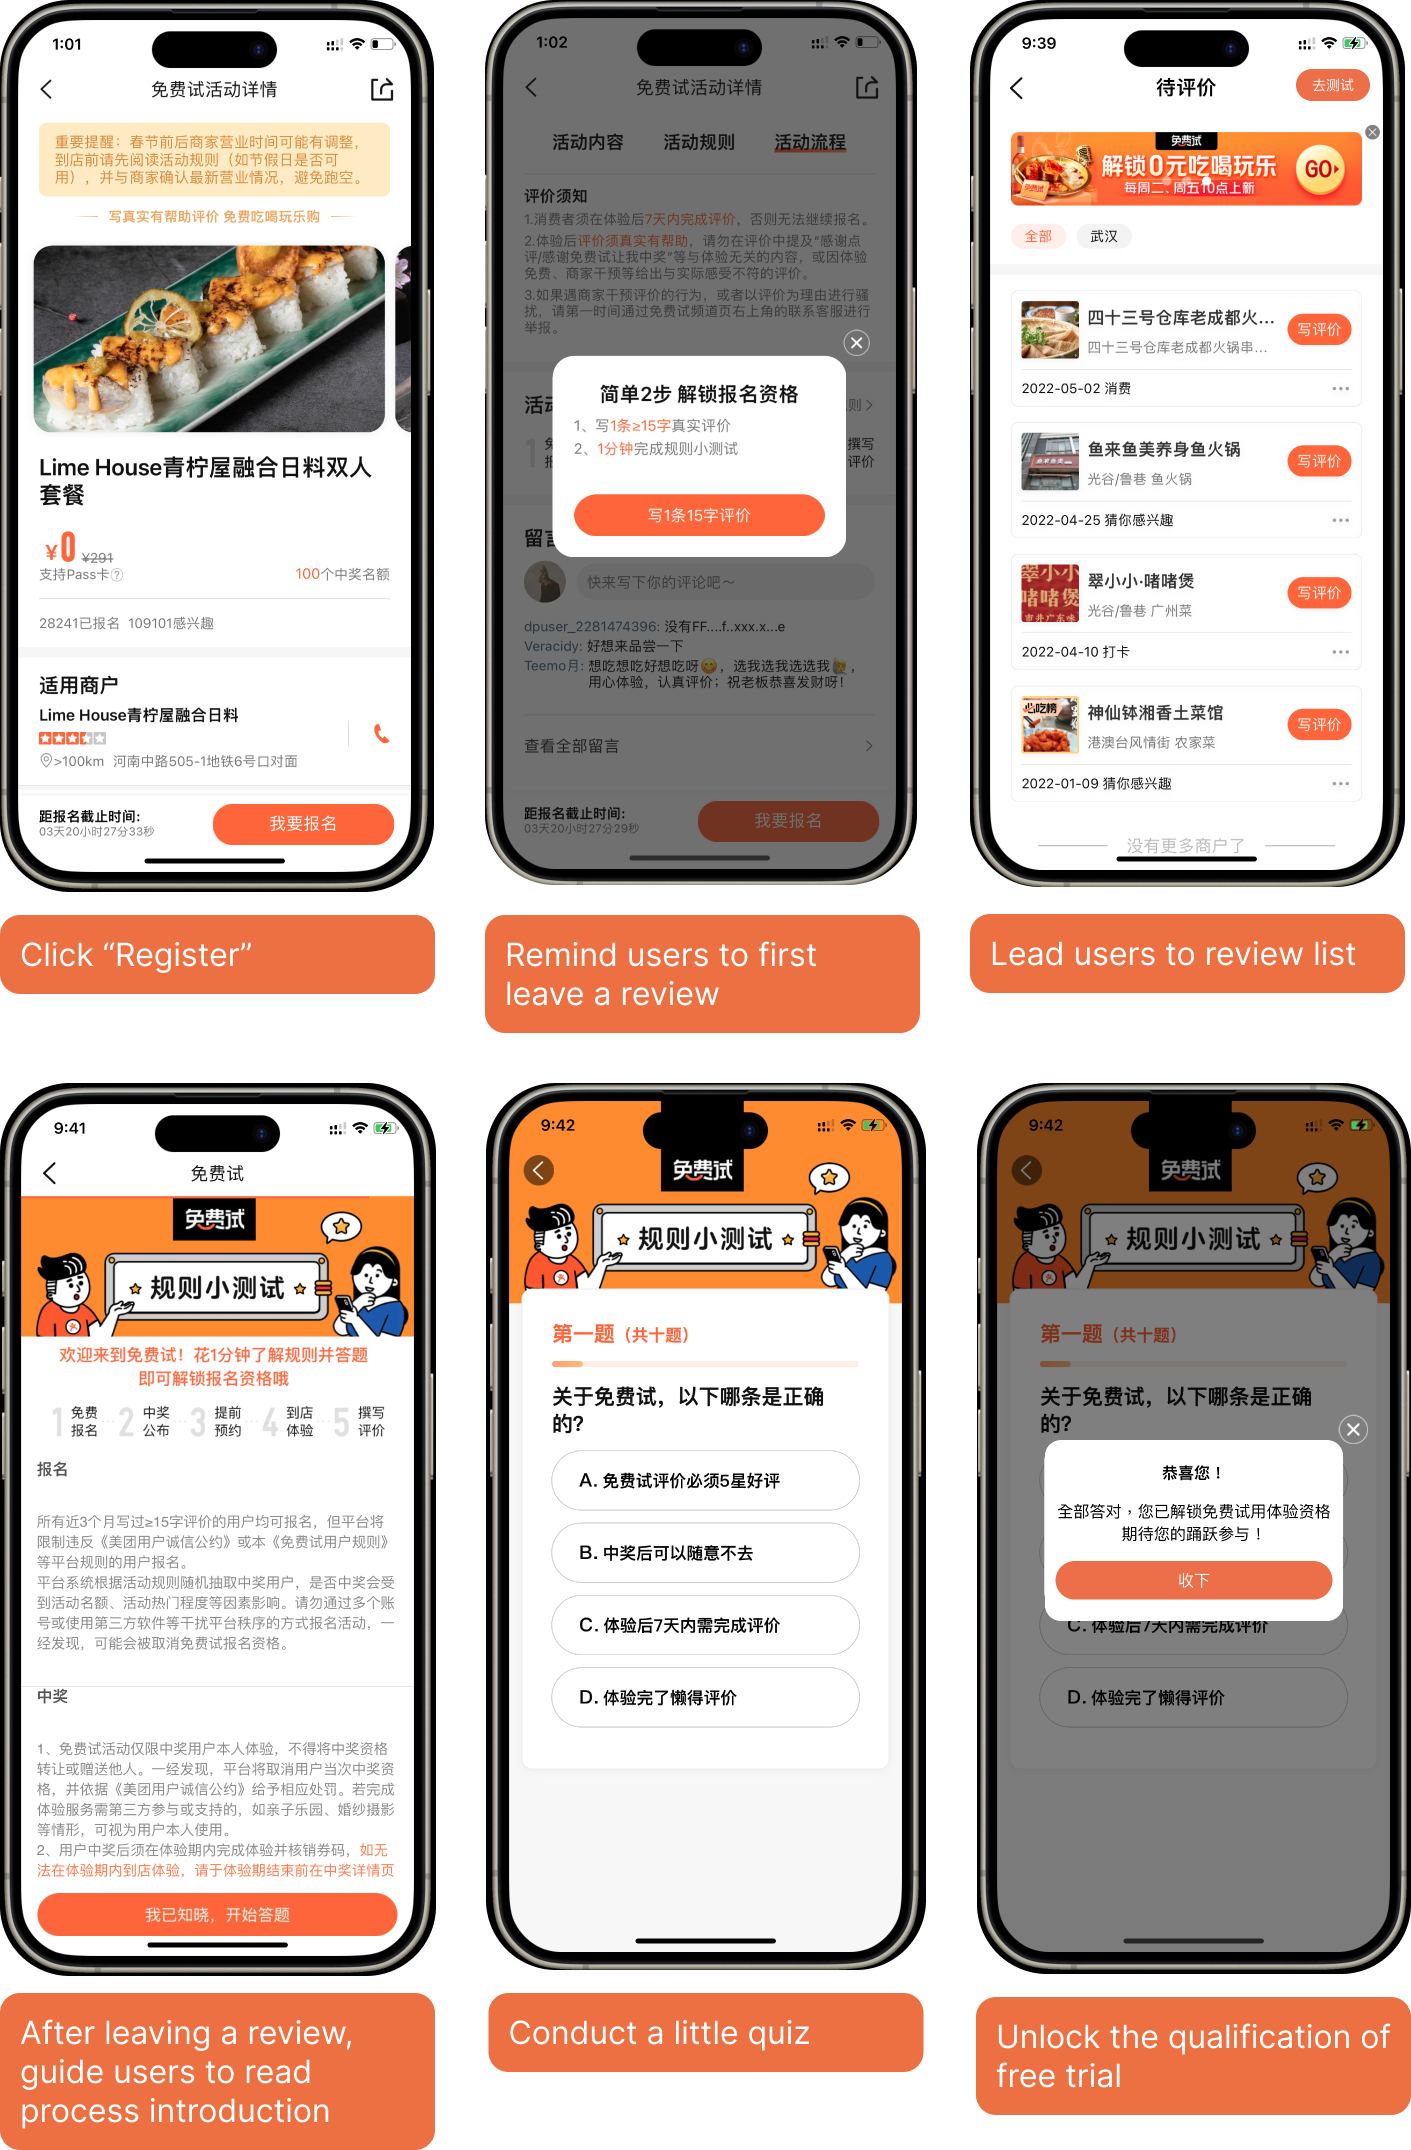 1:01
免费试活动详情
重要提醒：春节前后商家营业时间可能有调整，
到店前请先阅读活动规则（如节假日是否可
用），并与商家确认最新营业情况，避免跑空。
写真实有帮助评价 免费吃喝玩乐购
Lime House青柠屋融合日料双人
套餐
¥0 ¥291
支持Pass卡?
100个中奖名额
28241已报名 109101感兴趣
适用商户
Lime House青柠屋融合日料
>100km 河南中路505-1地铁6号口对面
距报名截止时间:
03天20小时27分33秒
我要报名
Click “Register”
1:02
免费试活动详情
活动内容 活动规则 活动流程
评价须知
1.消费者须在体验后7天内完成评价，否则无法继续报名。
2.体验后评价须真实有帮助，请勿在评价中提及“感谢点
评/感谢免费试让我中奖”等与体验无关的内容，或因体验
免费、商家干预等给出与实际感受不符的评价。
3.如果遇商家干预评价的行为，或者以评价为理由进行骚
扰，请第一时间通过免费试频道页右上角的联系客服进行
举报。
简单2步 解锁报名资格
1、写1条≥15字真实评价
2、1分钟完成规则小测试
写1条15字评价
活
则
1
撰写
评价
留
快来写下你的评论吧～
dpuser_2281474396: 没有FF....f..xxx.x...e
Veracidy: 好想来品尝一下
Teemo月: 想吃想吃好想吃呀😋，选我选我选选我🙋，
用心体验，认真评价；祝老板恭喜发财呀！
查看全部留言
距报名截止时间:
03天20小时27分29秒
我要报名
Remind users to first
leave a review
9:39
待评价
去测试
免费试
解锁0元吃喝玩乐
每周二、周五10点上新
GO
全部 武汉
四十三号仓库老成都火...
四十三号仓库老成都火锅串...
写评价
2022-05-02 消费
鱼来鱼美养身鱼火锅
光谷/鲁巷 鱼火锅
写评价
2022-04-25 猜你感兴趣
翠小小
啫啫煲
市井广东味
翠小小·啫啫煲
光谷/鲁巷 广州菜
写评价
2022-04-10 打卡
心吃榜
神仙钵湘香土菜馆
港澳台风情街 农家菜
写评价
2022-01-09 猜你感兴趣
没有更多商户了
Lead users to review list
9:41
免费试
免费试
规则小测试
欢迎来到免费试！花1分钟了解规则并答题
即可解锁报名资格哦
1 免费报名 2 中奖公布 3 提前预约 4 到店体验 5 撰写评价
报名
所有近3个月写过≥15字评价的用户均可报名，但平台将
限制违反《美团用户诚信公约》或本《免费试用户规则》
等平台规则的用户报名。
平台系统根据活动规则随机抽取中奖用户，是否中奖会受
到活动名额、活动热门程度等因素影响。请勿通过多个账
号或使用第三方软件等干扰平台秩序的方式报名活动，一
经发现，可能会被取消免费试报名资格。
中奖
1、免费试活动仅限中奖用户本人体验，不得将中奖资格
转让或赠送他人。一经发现，平台将取消用户当次中奖资
格，并依据《美团用户诚信公约》给予相应处罚。若完成
体验服务需第三方参与或支持的，如亲子乐园、婚纱摄影
等情形，可视为用户本人使用。
2、用户中奖后须在体验期内完成体验并核销券码，如无
法在体验期内到店体验，请于体验期结束前在中奖详情页
我已知晓，开始答题
After leaving a review,
guide users to read
process introduction
9:42
免费试
规则小测试
第一题（共十题）
关于免费试，以下哪条是正确
的?
A. 免费试评价必须5星好评
B. 中奖后可以随意不去
C. 体验后7天内需完成评价
D. 体验完了懒得评价
Conduct a little quiz
9:42
免费试
规则小测试
第一题（共十题）
关于免费试，以下哪条是正确
的?
恭喜您！
全部答对，您已解锁免费试用体验资格
期待您的踊跃参与！
收下
C. 体验后7天内需完成评价
D. 体验完了懒得评价
Unlock the qualification of
free trial